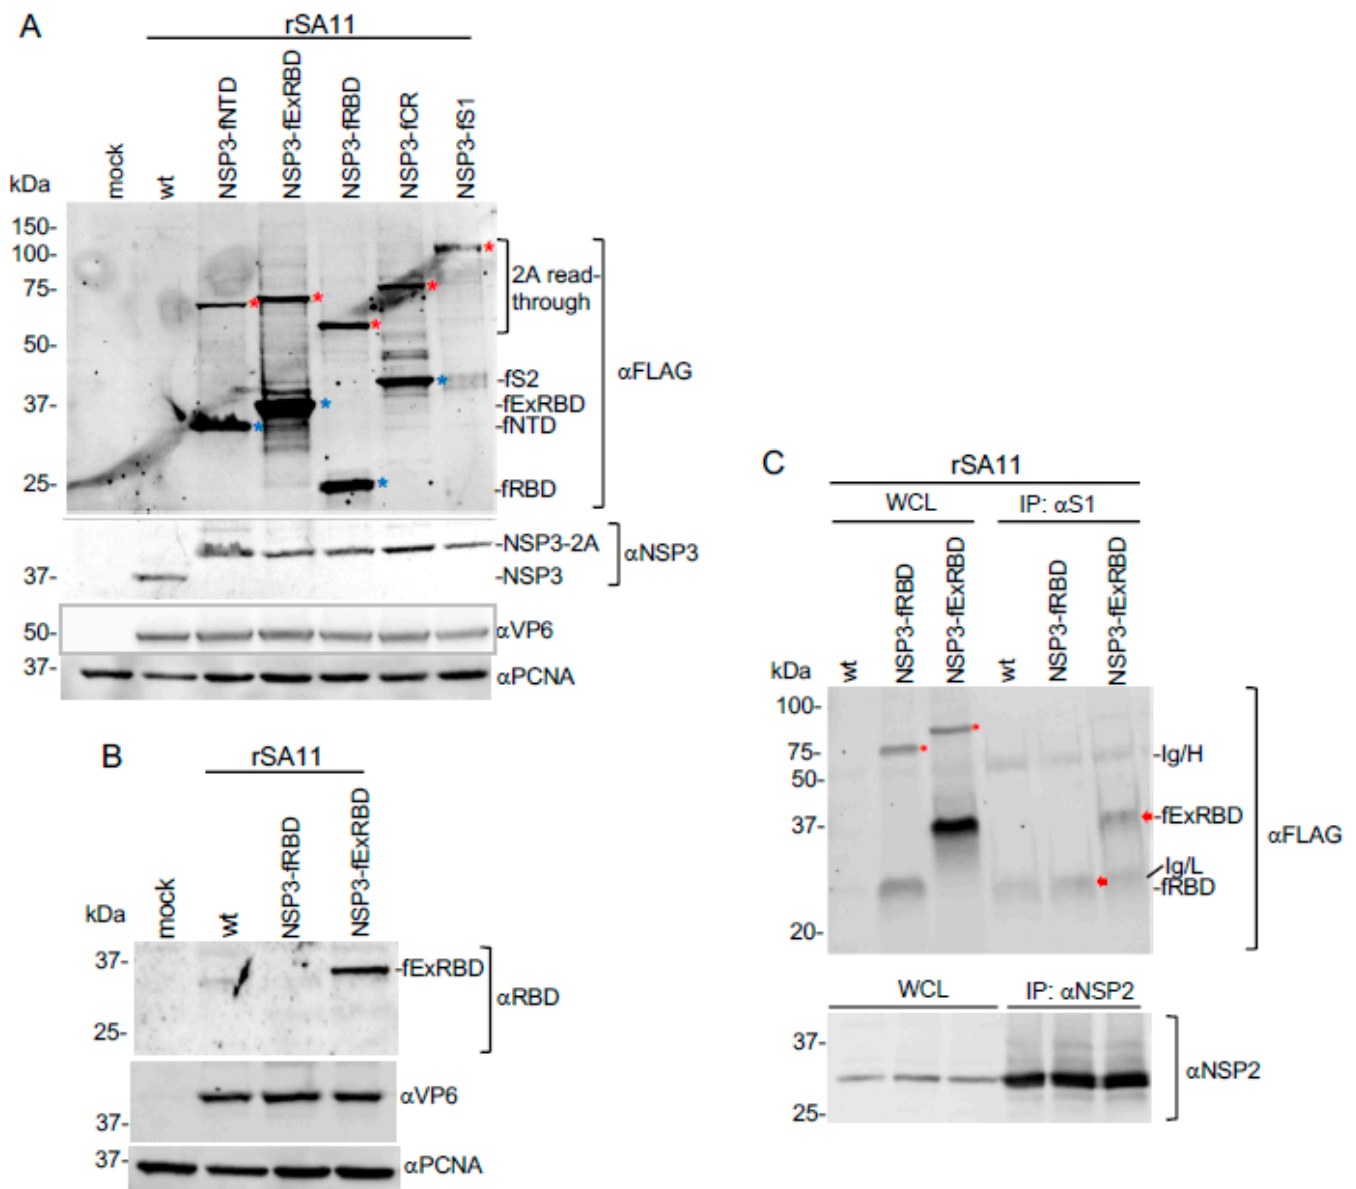 A
rSA11
mock
wt
NSP3-fNTD
NSP3-fExRBD
NSP3-fRBD
NSP3-fCR
NSP3-fS1
kDa
150-
100-
75-
50-
37-
25-
2A read-
through
-fS2
-fExRBD
-fNTD
-fRBD
αFLAG
-NSP3-2A
-NSP3
αNSP3
37-
50-
αVP6
37-
αPCNA
B
rSA11
mock
wt
NSP3-fRBD
NSP3-fExRBD
kDa
37-
25-
-fExRBD
αRBD
αVP6
37-
37-
αPCNA
C
rSA11
WCL
IP: αS1
wt
NSP3-fRBD
NSP3-fExRBD
wt
NSP3-fRBD
NSP3-fExRBD
kDa
100-
75-
50-
37-
20-
-Ig/H
-fExRBD
Ig/L
-fRBD
αFLAG
WCL
IP: αNSP2
37-
25-
αNSP2